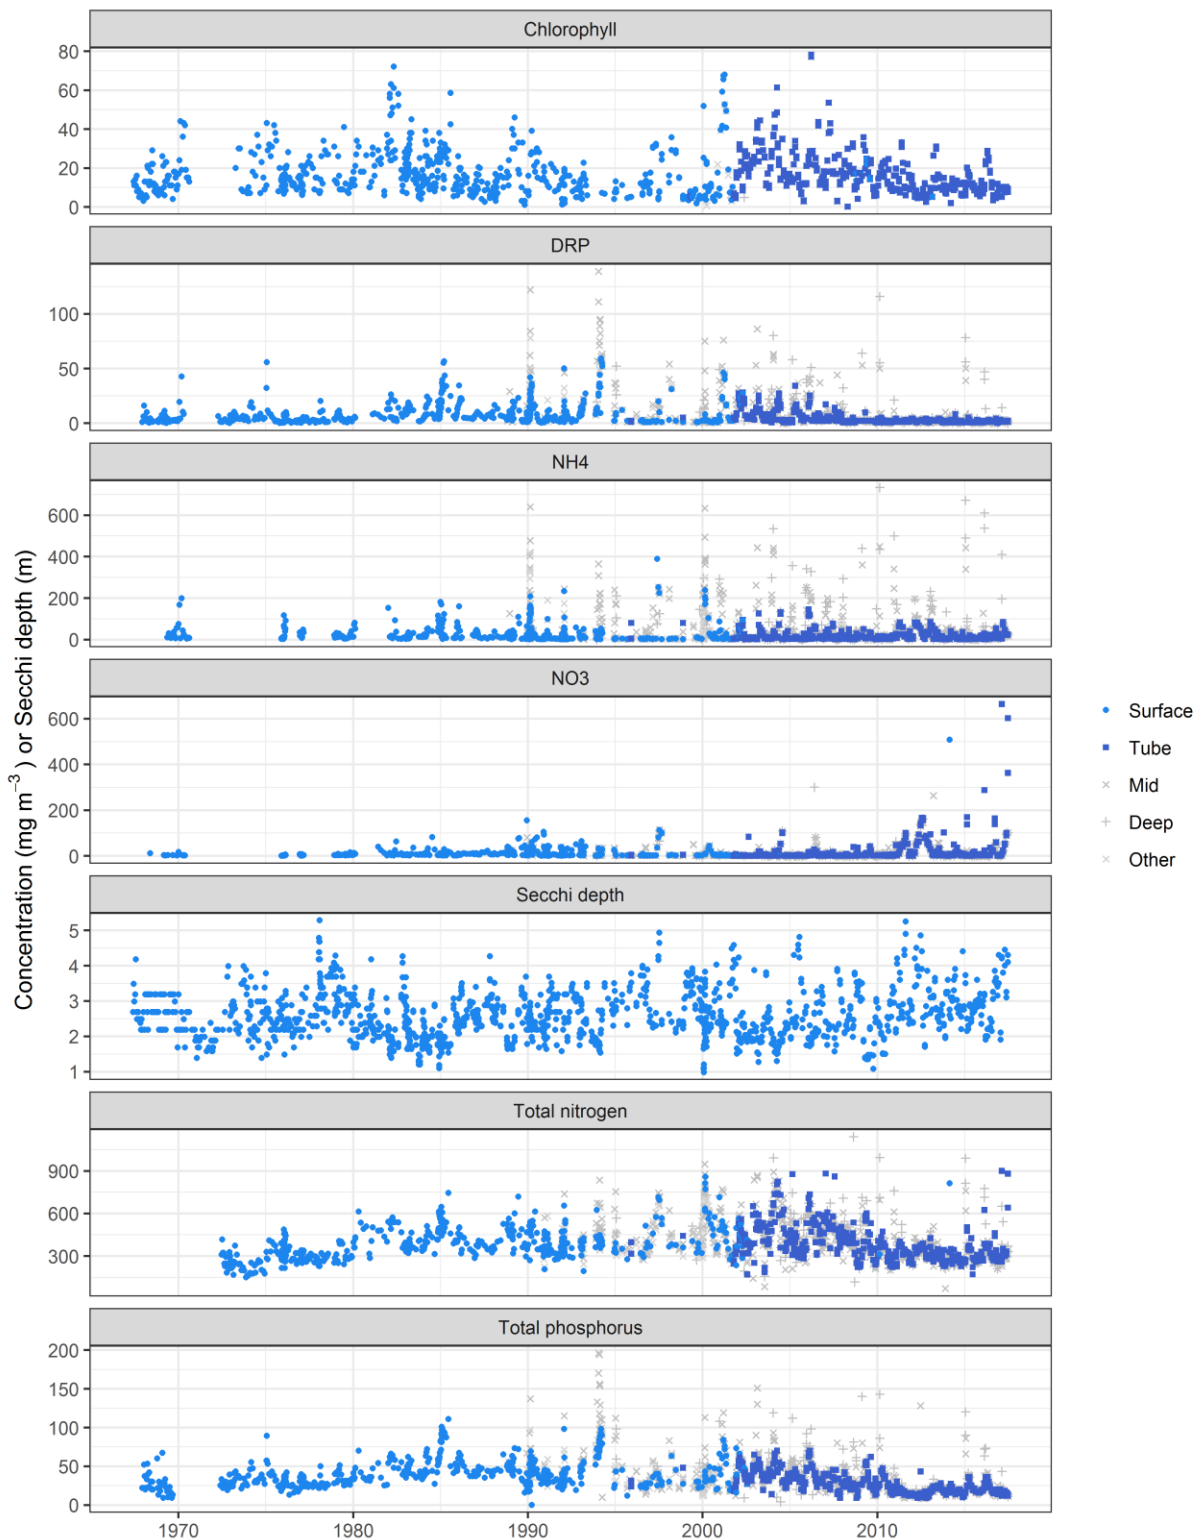 Chlorophyll
80
60
40
20
0
DRP
100
50
0
NH4
600
400
200
0
NO3
600
400
200
0
Secchi depth
5
4
3
2
1
Total nitrogen
900
600
300
Total phosphorus
200
150
100
50
0
1970 1980 1990 2000 2010
Concentration (mg m⁻³ ) or Secchi depth (m)
Surface
Tube
Mid
Deep
Other